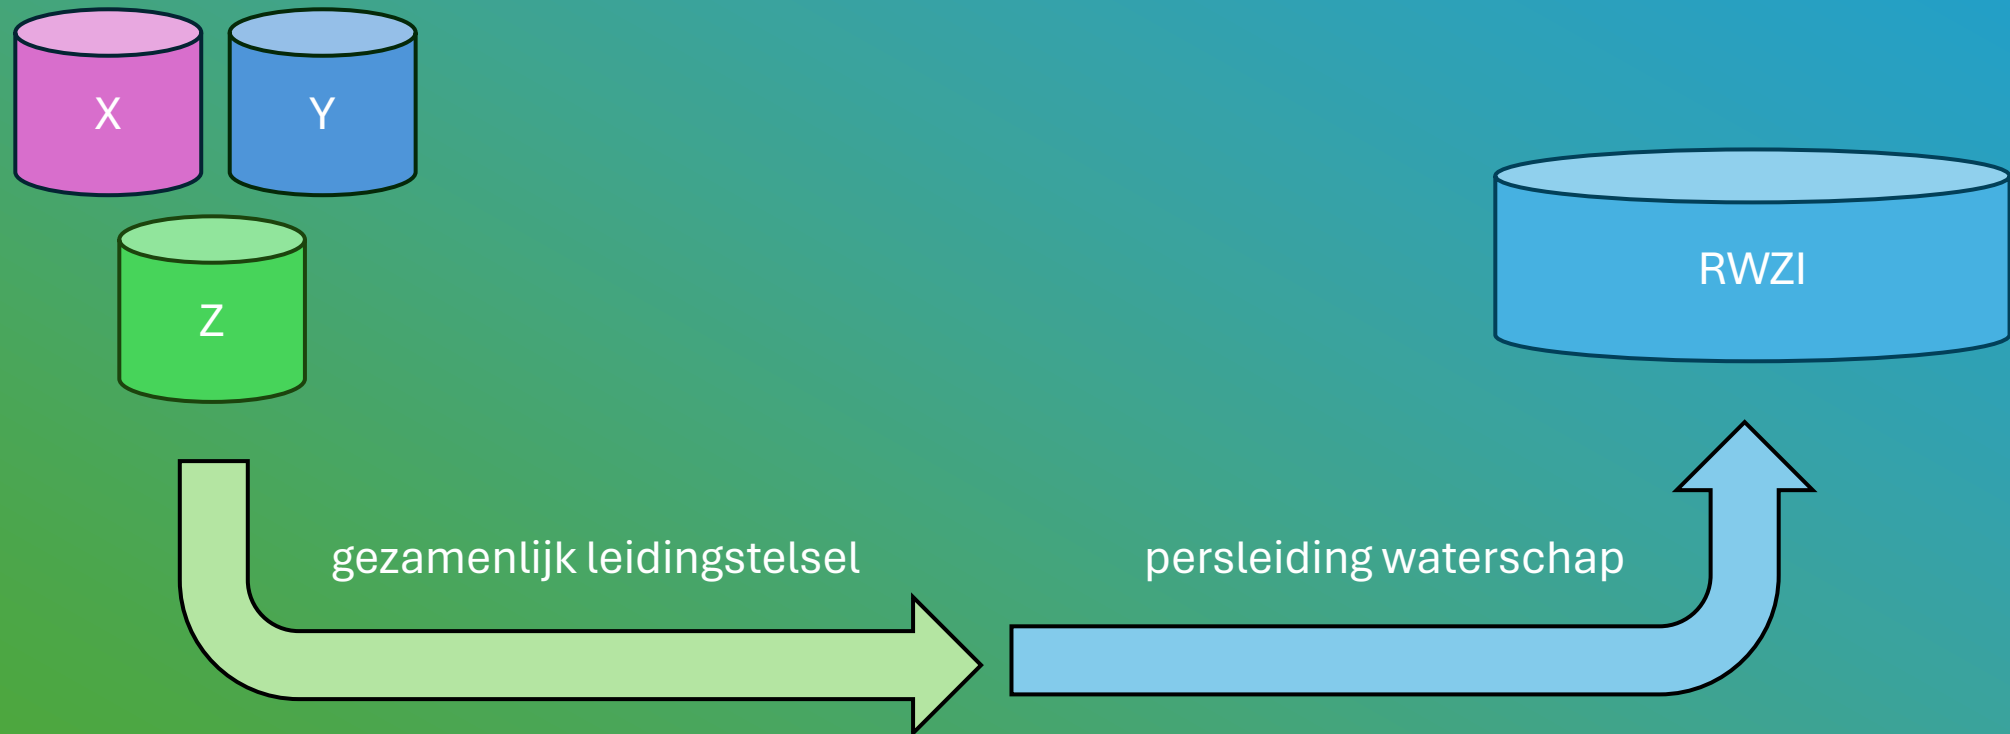 X
Y
Z
RWZI
gezamenlijk leidingstelsel
persleiding waterschap